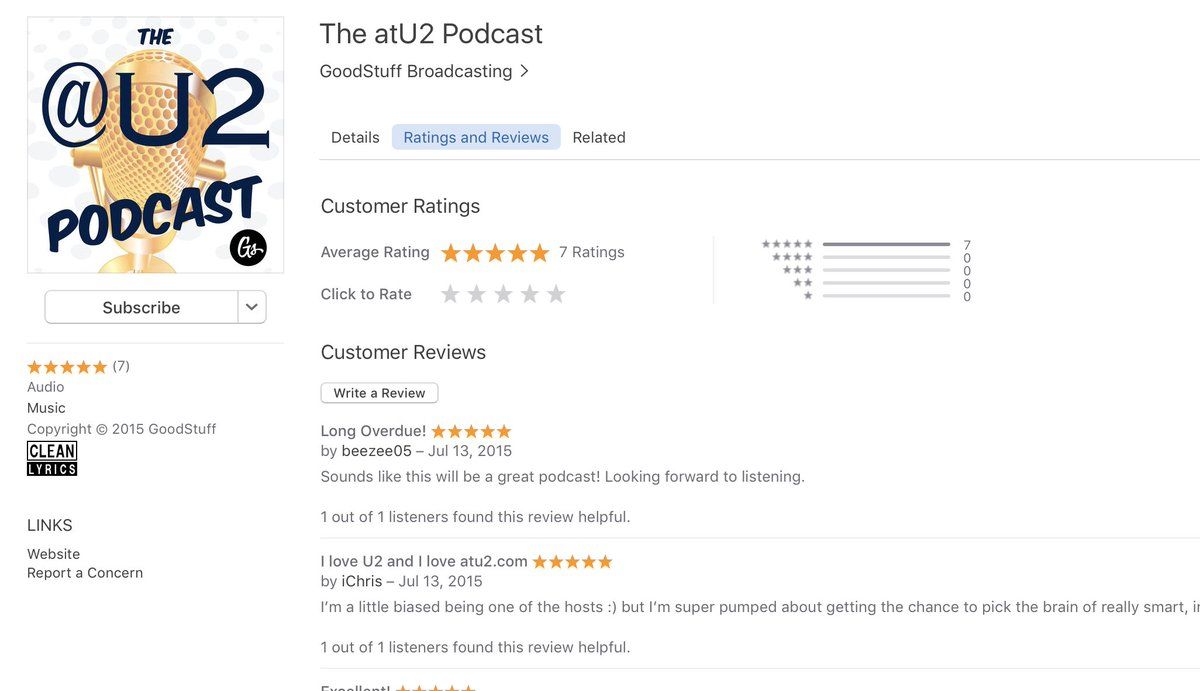 THE
@U2
PODCAST
Gs
Subscribe
★★★★★ (7)
Audio
Music
Copyright © 2015 GoodStuff
CLEAN
LYRICS
LINKS
Website
Report a Concern
The atU2 Podcast
GoodStuff Broadcasting >
Details Ratings and Reviews Related
Customer Ratings
Average Rating ★★★★★ 7 Ratings
Click to Rate ★★★★★
★★★★★ 7
★★★★ 0
★★★ 0
★★ 0
★ 0
Customer Reviews
Write a Review
Long Overdue! ★★★★★
by beezee05 – Jul 13, 2015
Sounds like this will be a great podcast! Looking forward to listening.
1 out of 1 listeners found this review helpful.
I love U2 and I love atu2.com ★★★★★
by iChris – Jul 13, 2015
I’m a little biased being one of the hosts :) but I’m super pumped about getting the chance to pick the brain of really smart,
1 out of 1 listeners found this review helpful.
Excellent! ★★★★★